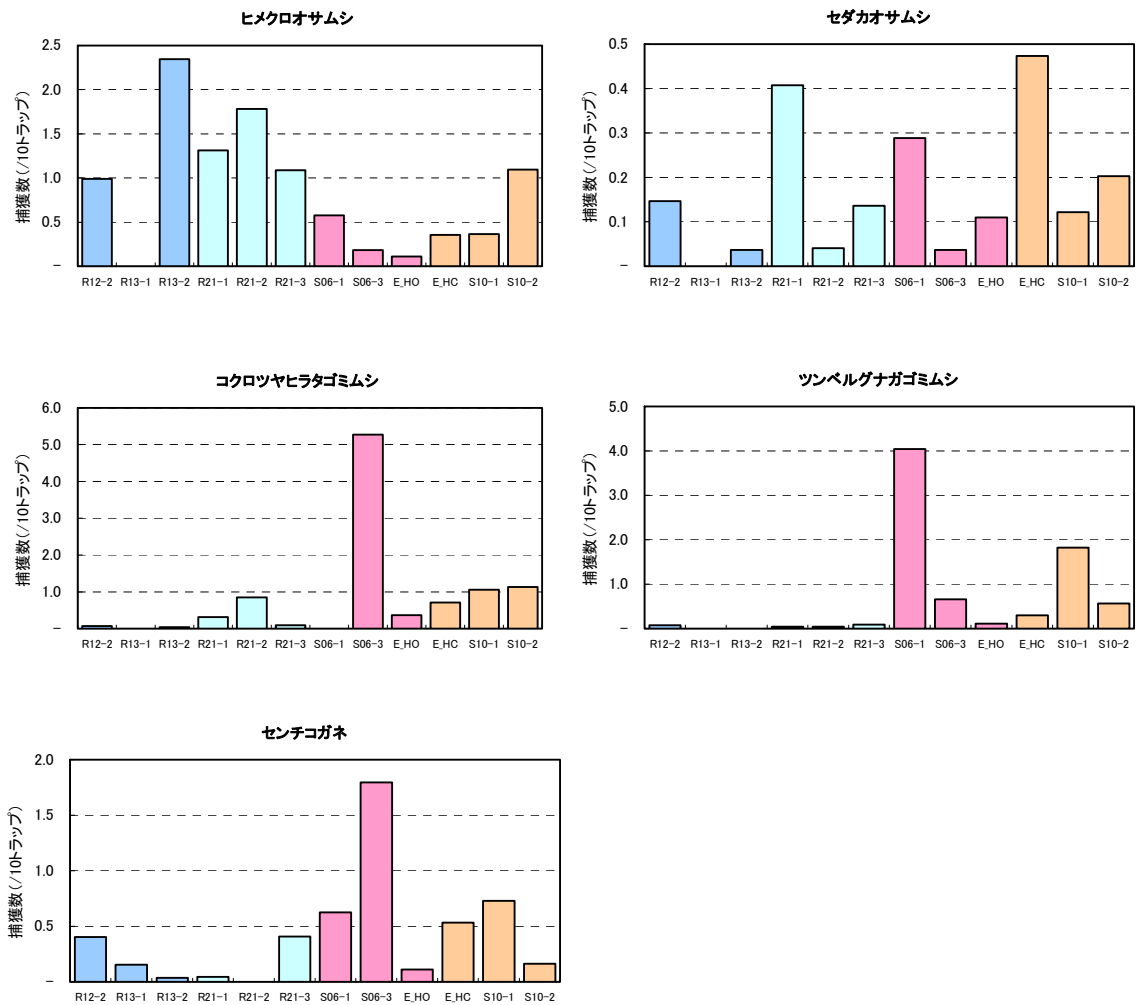 ヒメクロオサムシ
捕獲数(/10トラップ)
2.5
2.0
1.5
1.0
0.5
–
R12-2 R13-1 R13-2 R21-1 R21-2 R21-3 S06-1 S06-3 E_HO E_HC S10-1 S10-2
セダカオサムシ
捕獲数(/10トラップ)
0.5
0.4
0.3
0.2
0.1
–
R12-2 R13-1 R13-2 R21-1 R21-2 R21-3 S06-1 S06-3 E_HO E_HC S10-1 S10-2
コクロツヤヒラタゴミムシ
捕獲数(/10トラップ)
6.0
5.0
4.0
3.0
2.0
1.0
–
R12-2 R13-1 R13-2 R21-1 R21-2 R21-3 S06-1 S06-3 E_HO E_HC S10-1 S10-2
ツンベルグナガゴミムシ
捕獲数(/10トラップ)
5.0
4.0
3.0
2.0
1.0
–
R12-2 R13-1 R13-2 R21-1 R21-2 R21-3 S06-1 S06-3 E_HO E_HC S10-1 S10-2
センチコガネ
捕獲数(/10トラップ)
2.0
1.5
1.0
0.5
–
R12-2 R13-1 R13-2 R21-1 R21-2 R21-3 S06-1 S06-3 E_HO E_HC S10-1 S10-2